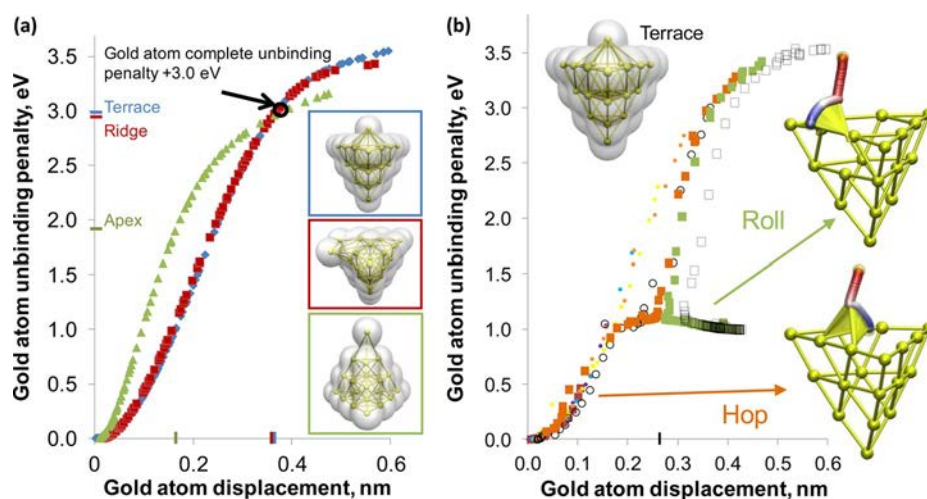 (a)
Gold atom unbinding penalty, eV
3.5
3.0
2.5
2.0
1.5
1.0
0.5
0.0
Gold atom complete unbinding
penalty +3.0 eV
Terrace
Ridge
Apex
0
0.2
0.4
0.6
Gold atom displacement, nm
(b)
Gold atom unbinding penalty, eV
3.5
3.0
2.5
2.0
1.5
1.0
0.5
0.0
Terrace
Roll
Hop
0.0 0.1 0.2 0.3 0.4 0.5 0.6
Gold atom displacement, nm